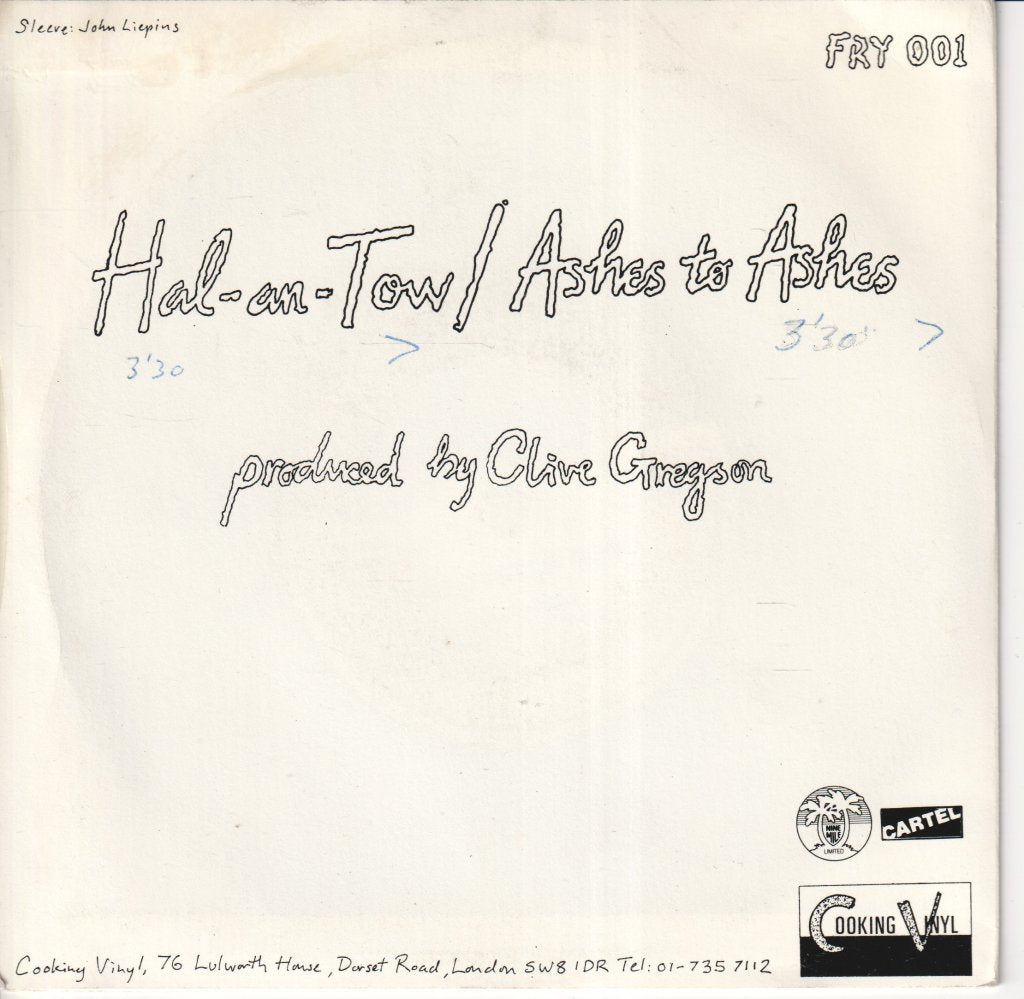 Sleeve: John Liepins
FRY 001
Hal-an-Tow / Ashes to Ashes
3'30 > 3'30 >
produced by Clive Gregson
NINE
MILE
LIMITED
CARTEL
COOKING VINYL
Cooking Vinyl, 76 Lulworth House, Dorset Road, London SW8 1DR Tel: 01-735 7112